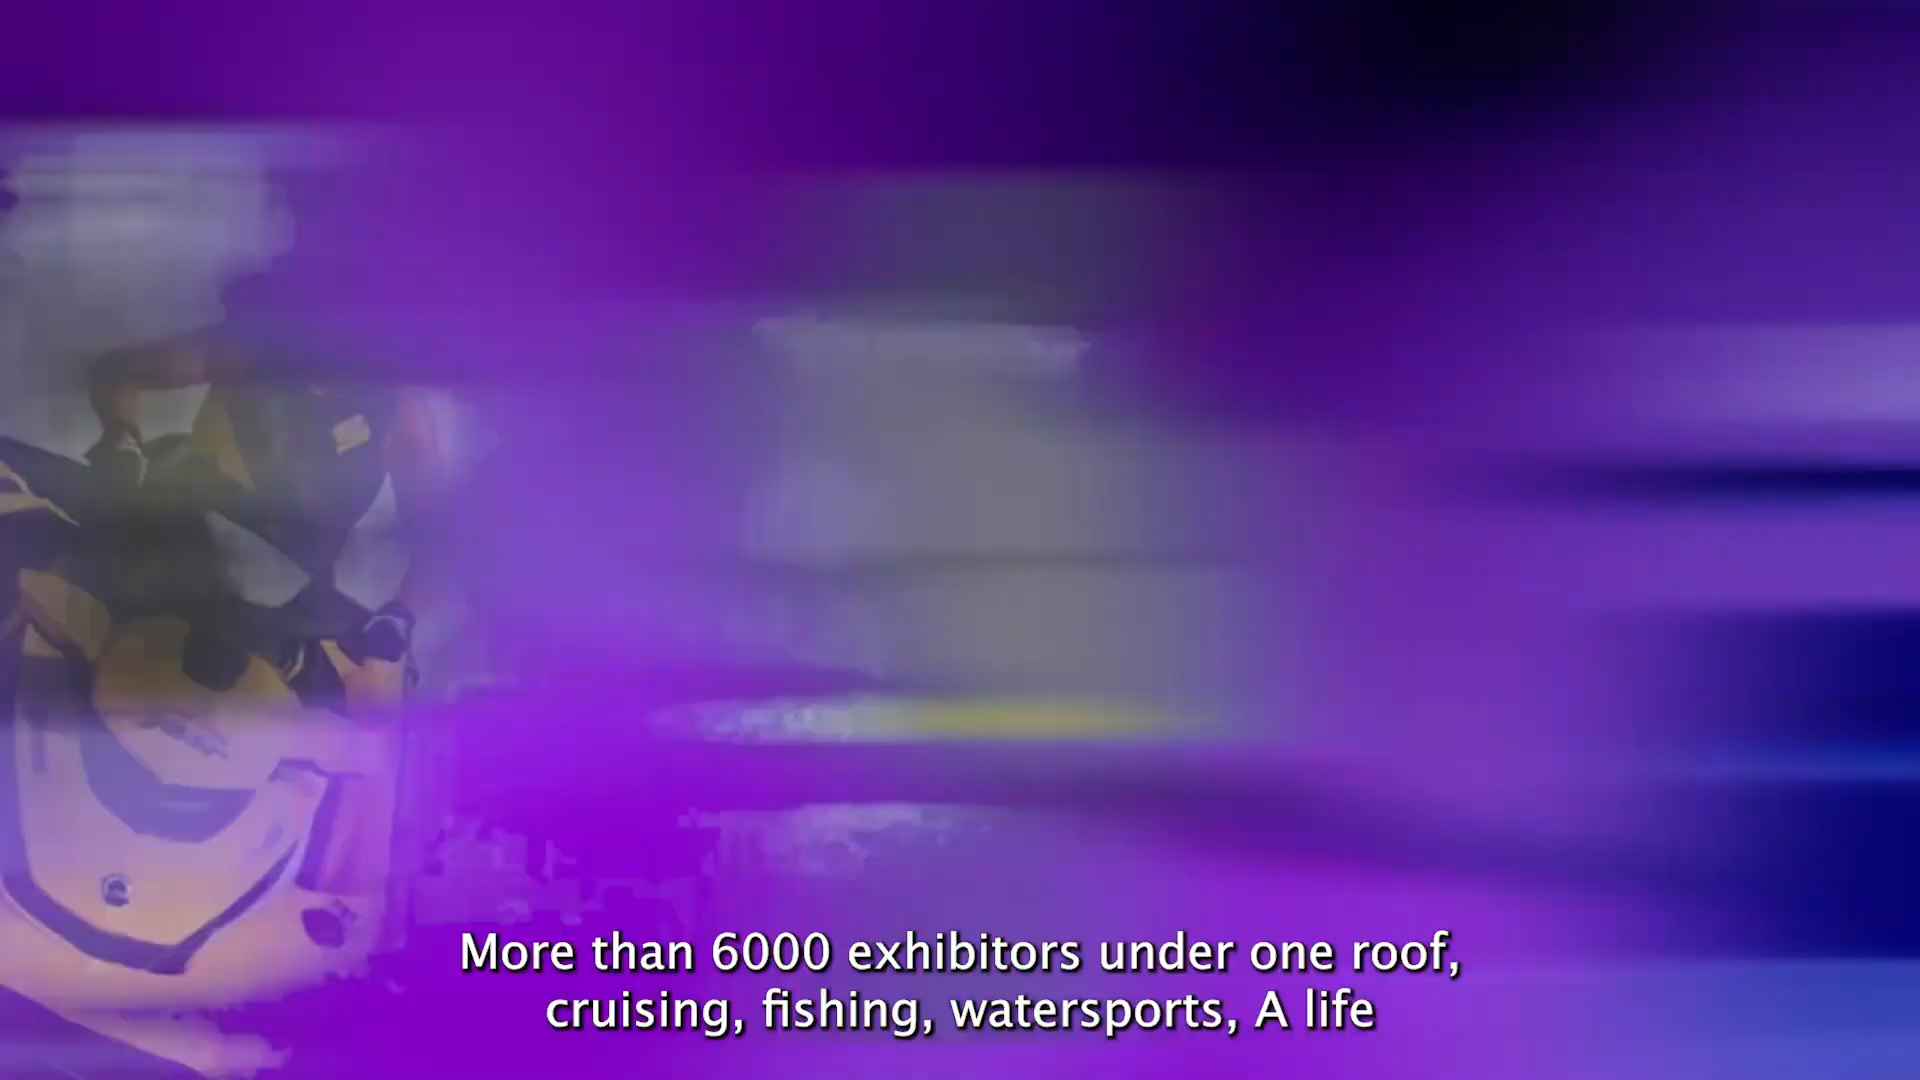 More than 6000 exhibitors under one roof,
cruising, fishing, watersports, A life